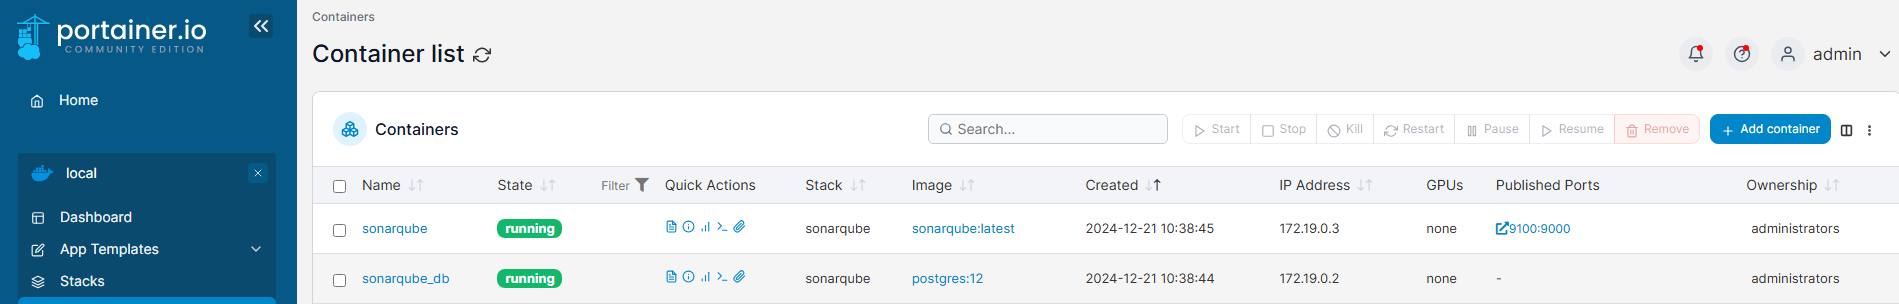 portainer.io
COMMUNITY EDITION
Home
local
Dashboard
App Templates
Stacks
Containers
Container list
admin
Containers
Search...
Start Stop Kill Restart Pause Resume Remove Add container
Name State Filter Quick Actions Stack Image Created IP Address GPUs Published Ports Ownership
sonarqube running sonarqube sonarqube:latest 2024-12-21 10:38:45 172.19.0.3 none 9100:9000 administrators
sonarqube_db running sonarqube postgres:12 2024-12-21 10:38:44 172.19.0.2 none - administrators